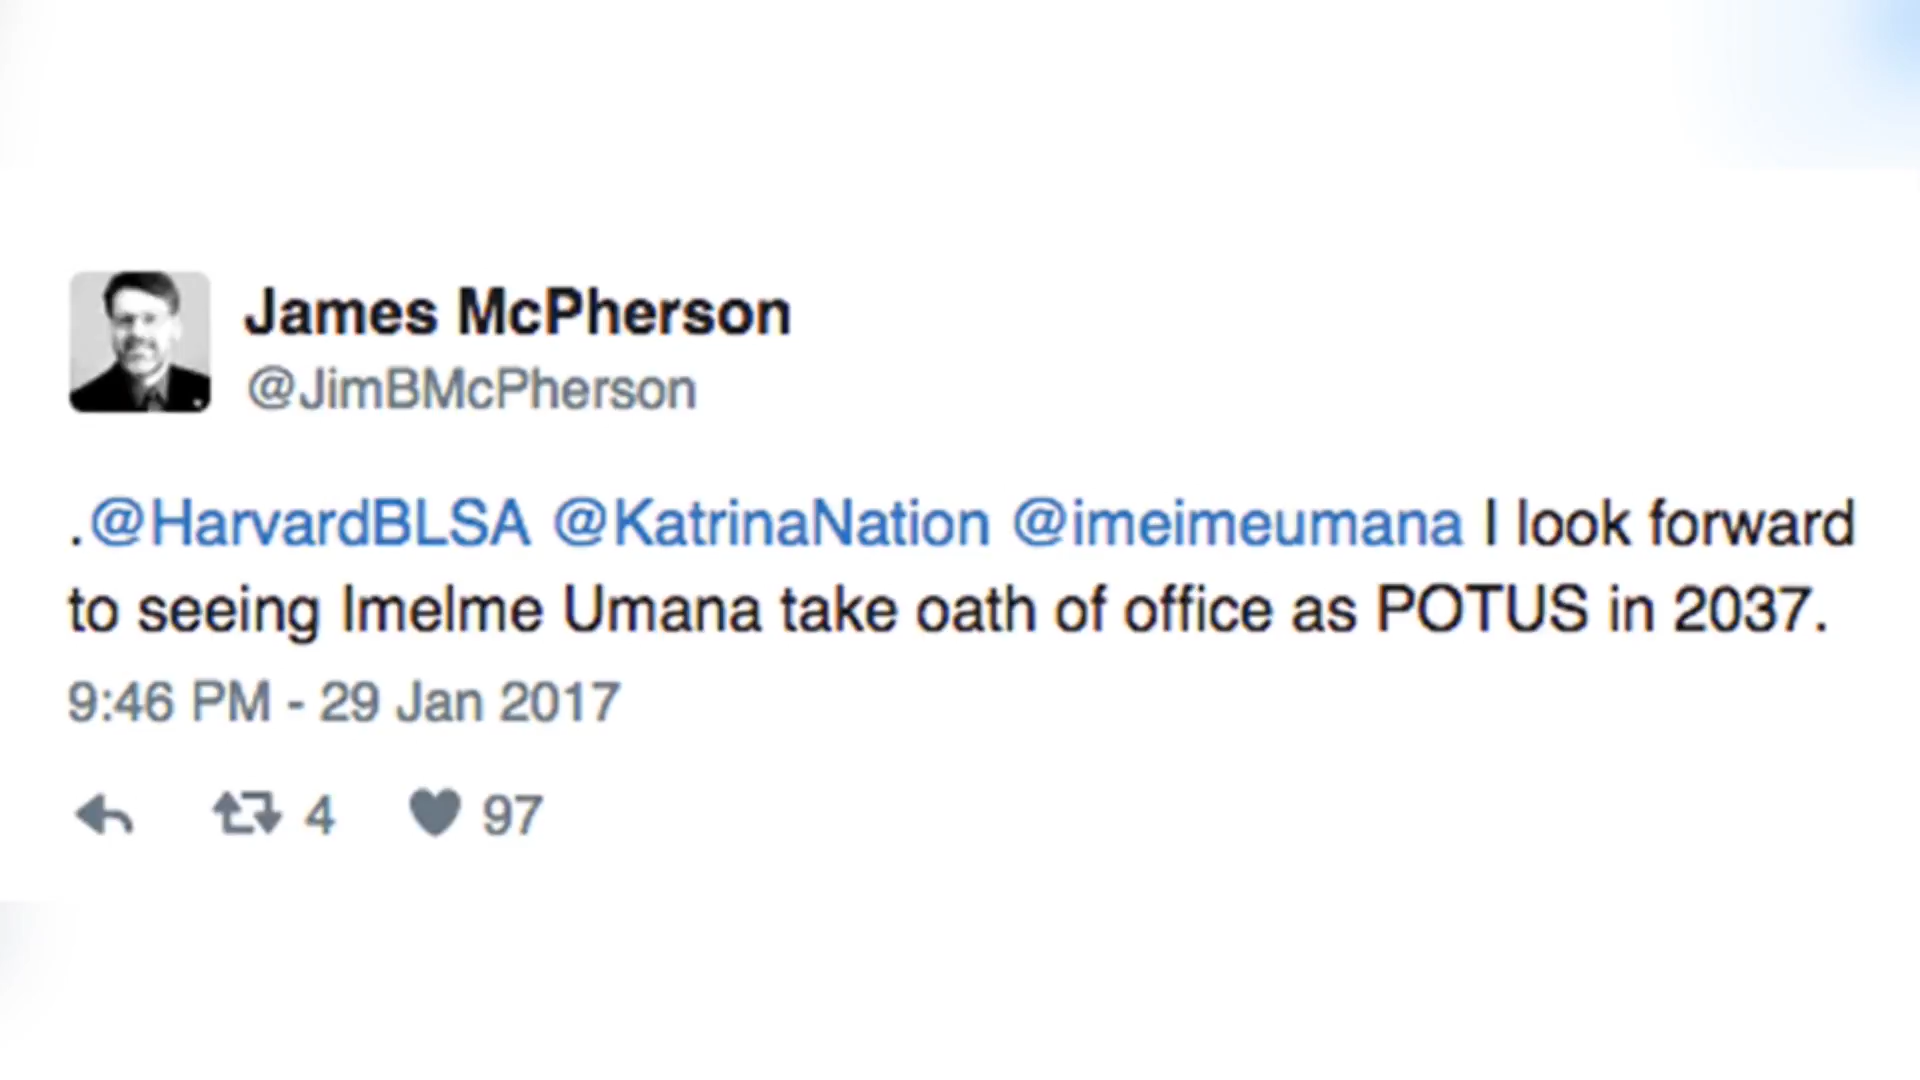 James McPherson
@JimBMcPherson
.@HarvardBLSA @KatrinaNation @imeimeumana I look forward
to seeing ImeIme Umana take oath of office as POTUS in 2037.
9:46 PM - 29 Jan 2017
4 97